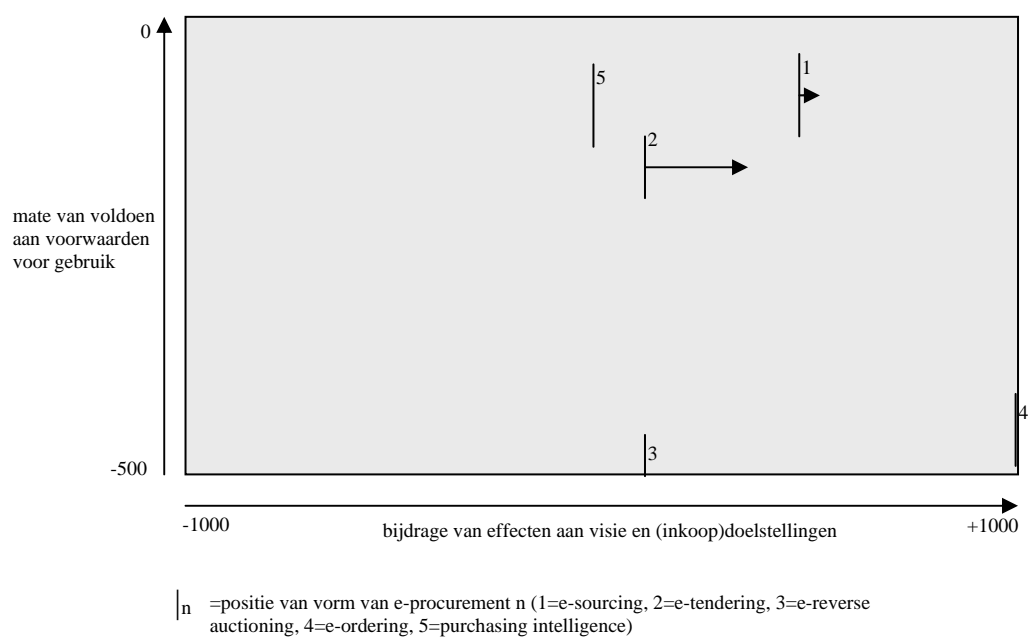 0
1
5
2
mate van voldoen
aan voorwaarden
voor gebruik
4
3
-500
-1000
bijdrage van effecten aan visie en (inkoop)doelstellingen
+1000
n =positie van vorm van e-procurement n (1=e-sourcing, 2=e-tendering, 3=e-reverse
auctioning, 4=e-ordering, 5=purchasing intelligence)